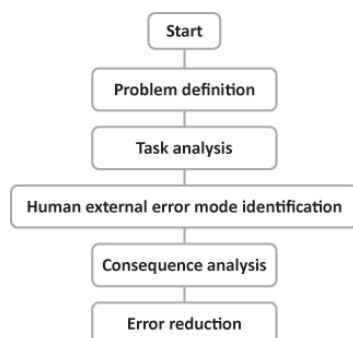 Start
Problem definition
Task analysis
Human external error mode identification
Consequence analysis
Error reduction